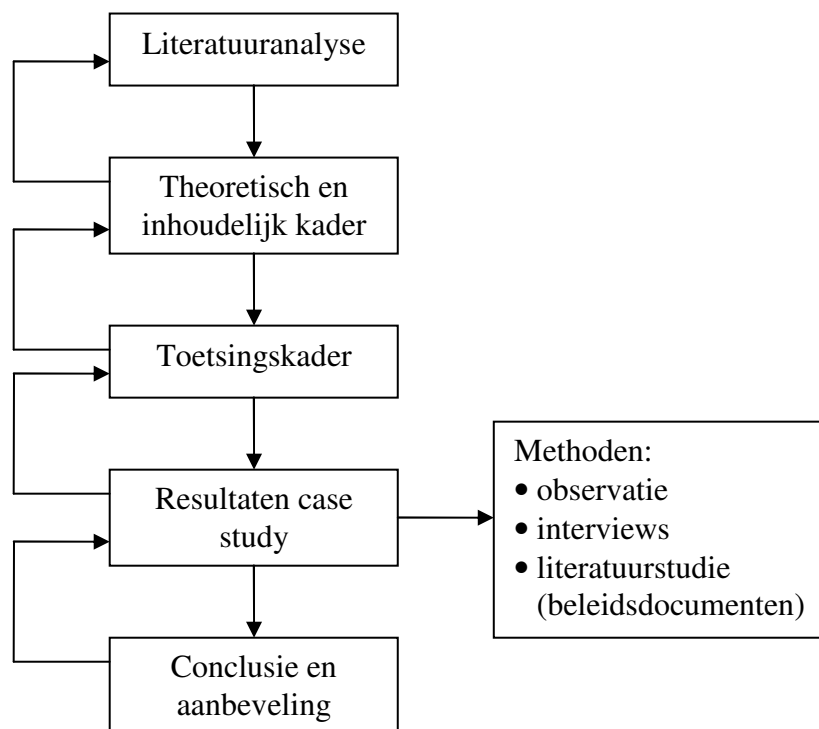 Literatuuranalyse
Theoretisch en
inhoudelijk kader
Toetsingskader
Resultaten case
study
Methoden:
• observatie
• interviews
• literatuurstudie
(beleidsdocumenten)
Conclusie en
aanbeveling